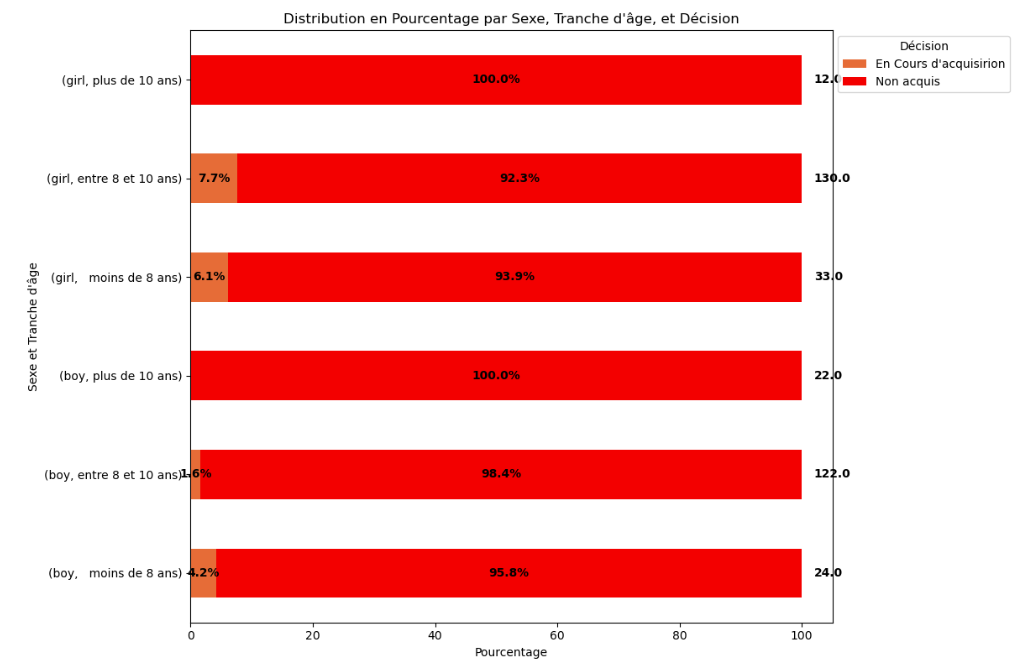 Distribution en Pourcentage par Sexe, Tranche d'âge, et Décision
Décision
En Cours d'acquisirion
Non acquis
(girl, plus de 10 ans)
100.0%
12.0
(girl, entre 8 et 10 ans)
7.7%
92.3%
130.0
(girl,   moins de 8 ans)
6.1%
93.9%
33.0
(boy, plus de 10 ans)
100.0%
22.0
(boy, entre 8 et 10 ans)
1.6%
98.4%
122.0
(boy,   moins de 8 ans)
4.2%
95.8%
24.0
Sexe et Tranche d'âge
0
20
40
60
80
100
Pourcentage